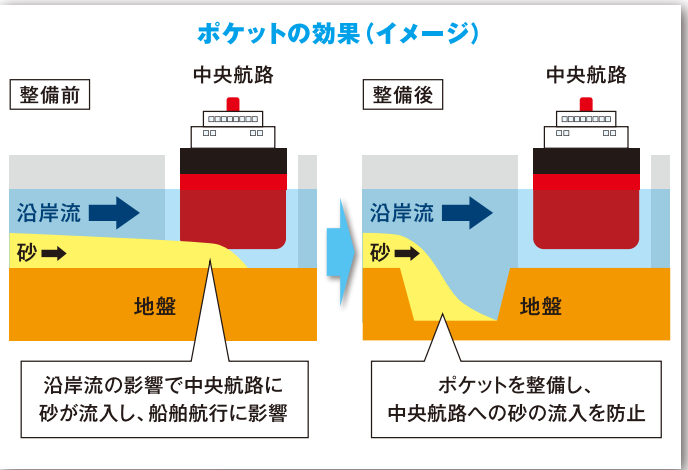 ポケットの効果(イメージ)
整備前
中央航路
沿岸流
砂
地盤
沿岸流の影響で中央航路に
砂が流入し、船舶航行に影響
整備後
中央航路
沿岸流
砂
地盤
ポケットを整備し、
中央航路への砂の流入を防止